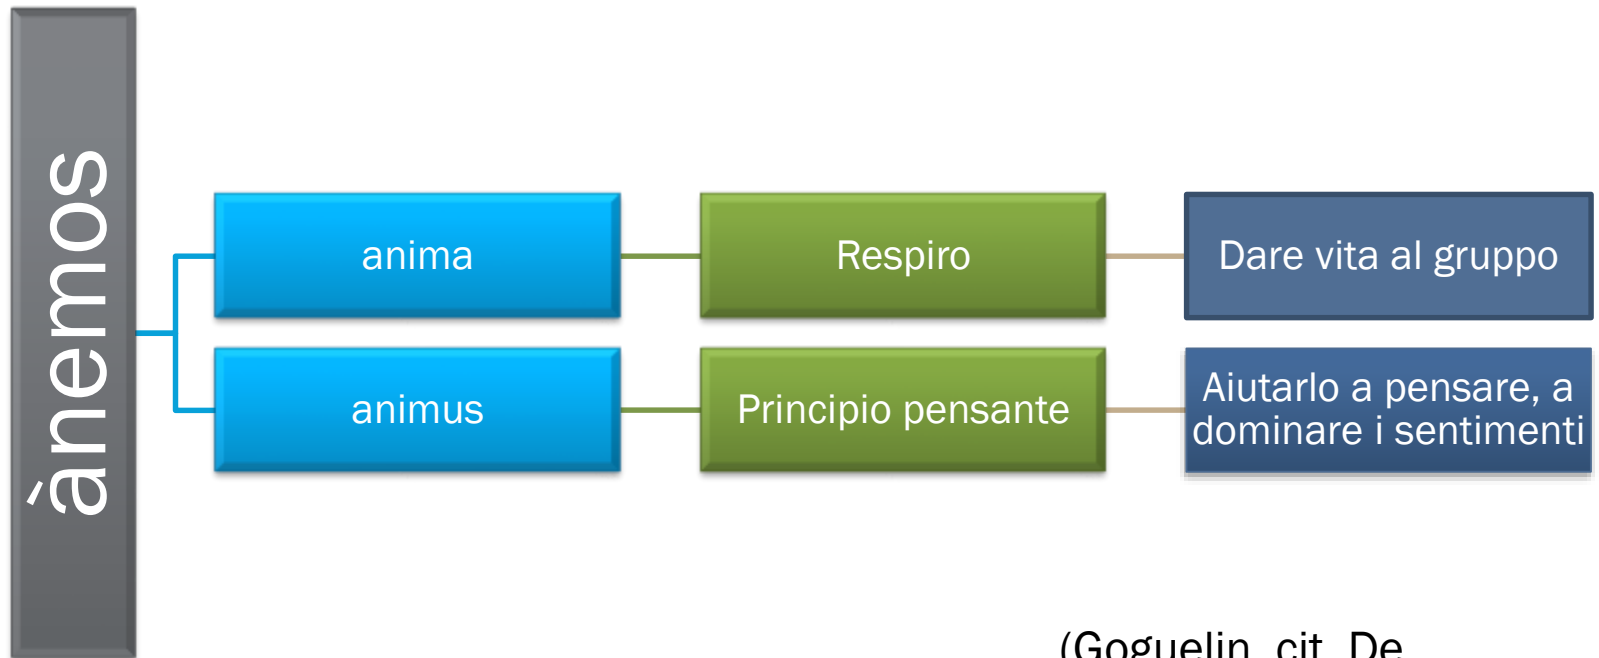 ànemos
anima
Respiro
Dare vita al gruppo
animus
Principio pensante
Aiutarlo a pensare, a
dominare i sentimenti
(Goguelin, cit. De